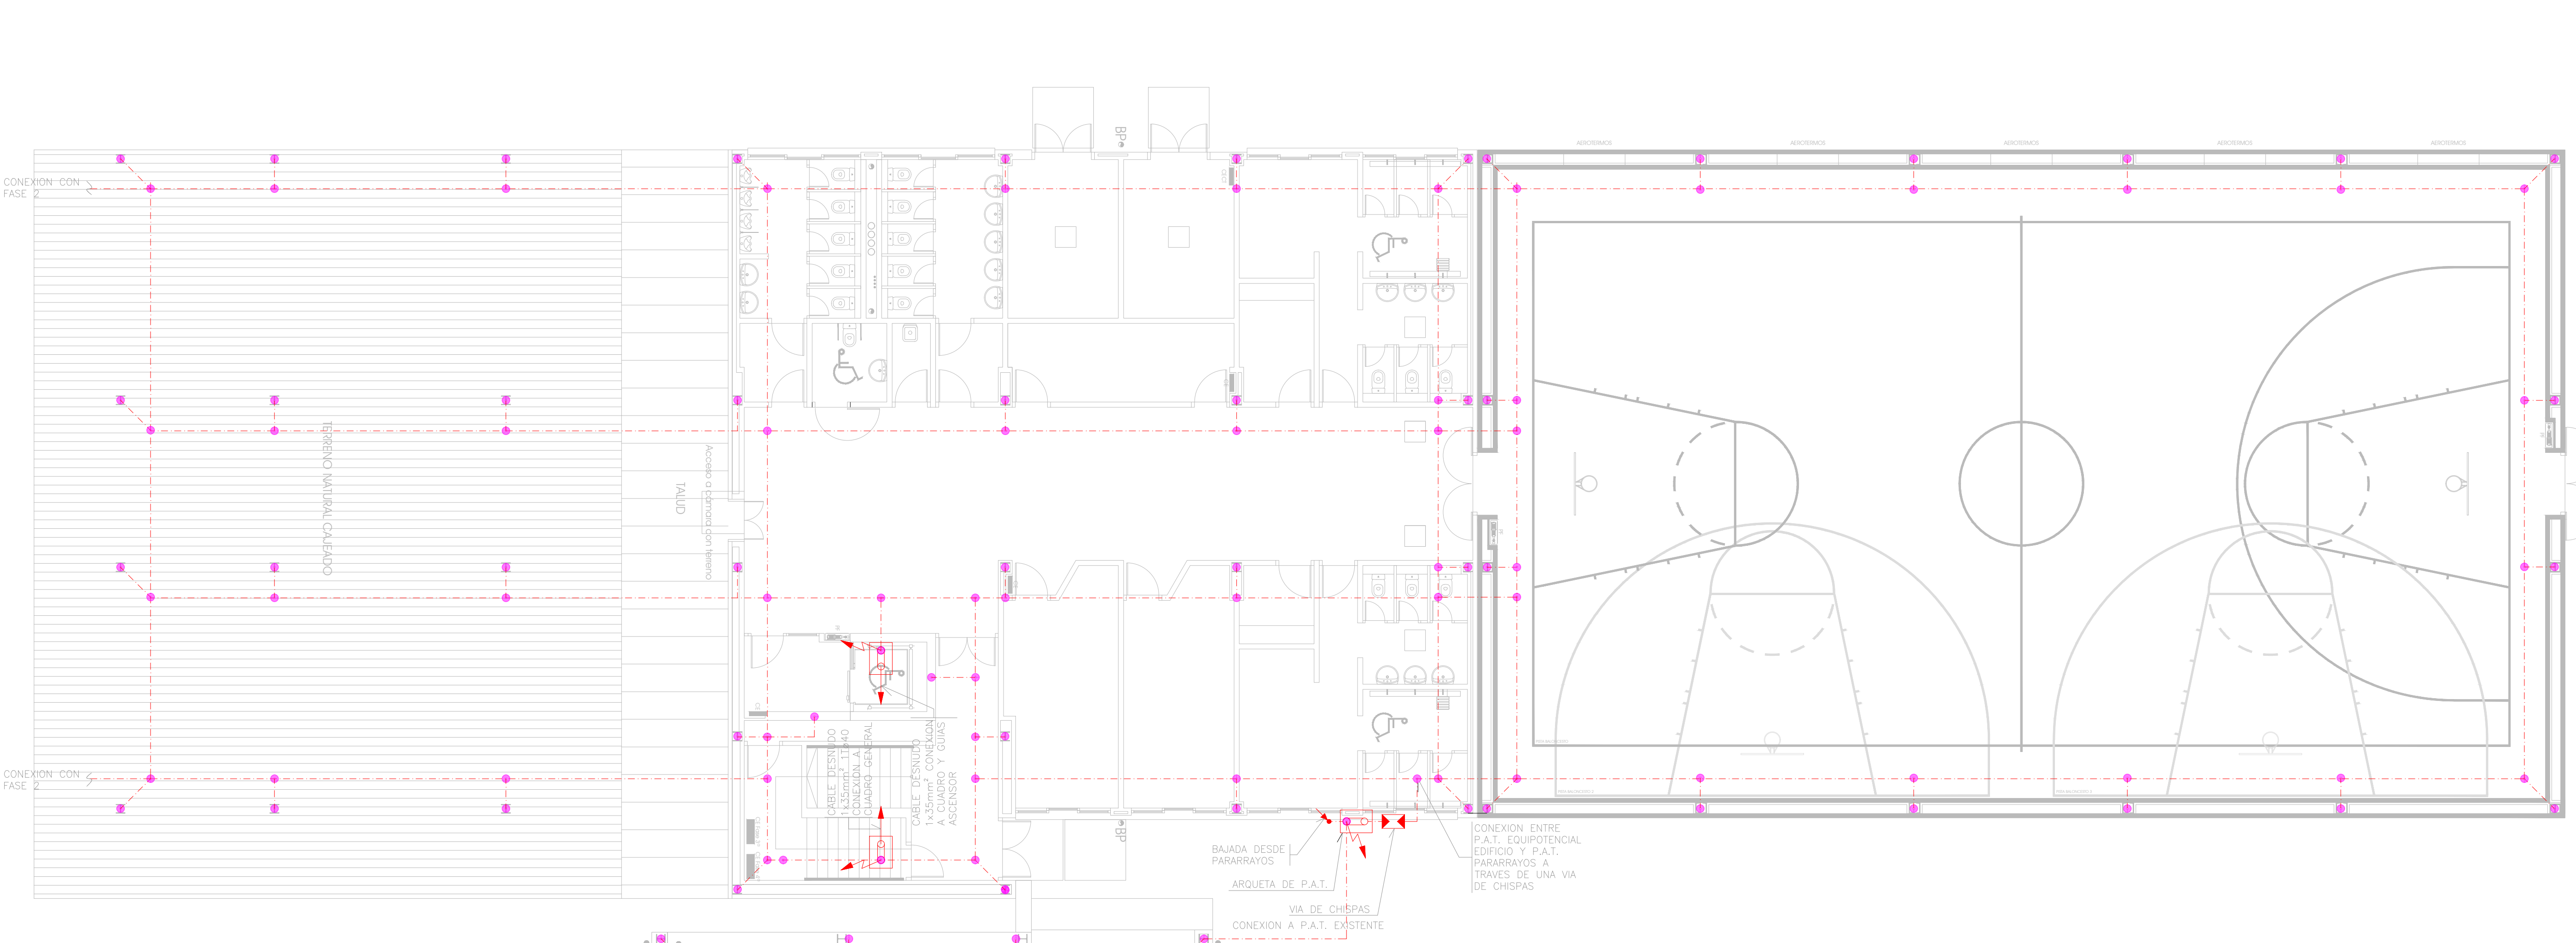 AEROTERMOS
AEROTERMOS
AEROTERMOS
AEROTERMOS
AEROTERMOS
BP
CONEXION CON
FASE 2
TERRENO NATURAL CAJEADO
TALUD
Acceso a camara con terreno
CABLE DESNUDO
1x35mm² 1Tb40
CONEXION A
CUADRO GENERAL
CABLE DESNUDO
1x35mm² CONEXION
A CUADRO Y GUIAS
ASCENSOR
CONEXION CON
FASE 2
BP
BAJADA DESDE
PARARRAYOS
ARQUETA DE P.A.T.
VIA DE CHISPAS
CONEXION A P.A.T. EXISTENTE
CONEXION ENTRE
P.A.T. EQUIPOTENCIAL
EDIFICIO Y P.A.T.
PARARRAYOS A
TRAVES DE UNA VIA
DE CHISPAS